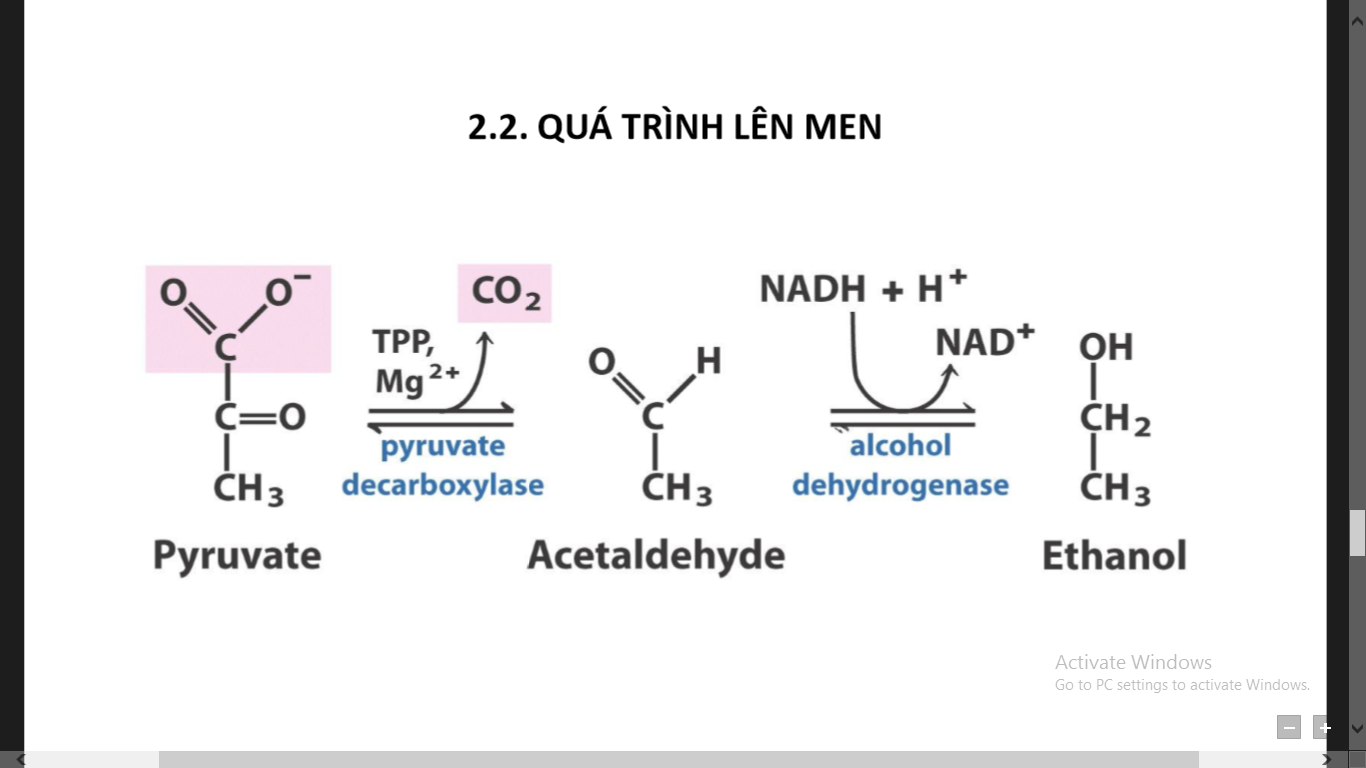 2.2. QUÁ TRÌNH LÊN MEN
O O⁻
C
C=O
CH₃
Pyruvate
CO₂
TPP,
Mg²⁺
pyruvate
decarboxylase
O H
C
CH₃
Acetaldehyde
NADH + H⁺
NAD⁺
alcohol
dehydrogenase
OH
CH₂
CH₃
Ethanol
Activate Windows
Go to PC settings to activate Windows.